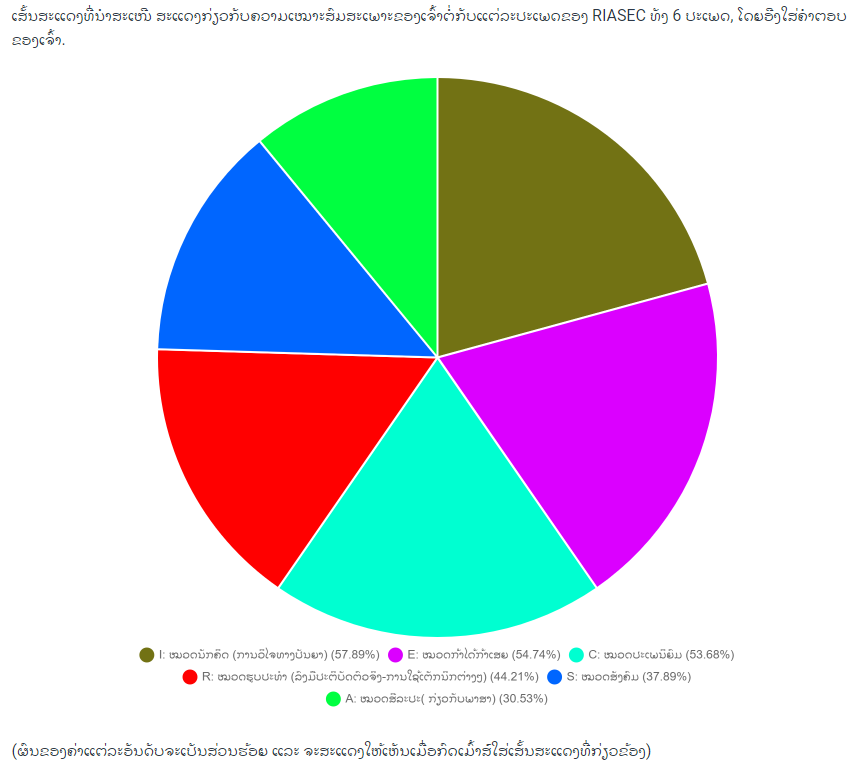 ເສັ້ນສະແດງທີ່ນຳສະເໜີ ສະແດງກ່ຽວກັບຄວາມເໝາະສົມສະເພາະຂອງເຈົ້າຕໍ່ກັບແຕ່ລະປະເພດຂອງ RIASEC ທັງ 6 ປະເພດ, ໂດຍອີງໃສ່ຄຳຕອບ
ຂອງເຈົ້າ.
I: ໝວດນັກຄິດ (ການວິໄຈທາງປັນຍາ) (57.89%) E: ໝວດກ້າໄດ້ກ້າເສຍ (54.74%) C: ໝວດປະເພນີຍົມ (53.68%)
R: ໝວດຮູບປະທຳ (ລົງມືປະຕິບັດຕົວຈິງ-ການໃຊ້ເຕັກນິກຕ່າງໆ) (44.21%) S: ໝວດສັງຄົມ (37.89%)
A: ໝວດສິລະປະ( ກ່ຽວກັບພາສາ) (30.53%)
(ຜົນຂອງຄ່າແຕ່ລະອັນດັບຈະເປັນສ່ວນຮ້ອຍ ແລະ ຈະສະແດງໃຫ້ເຫັນເມື່ອກົດເມົ້າສ໌ໃສ່ເສັ້ນສະແດງທີ່ກ່ຽວຂ້ອງ)